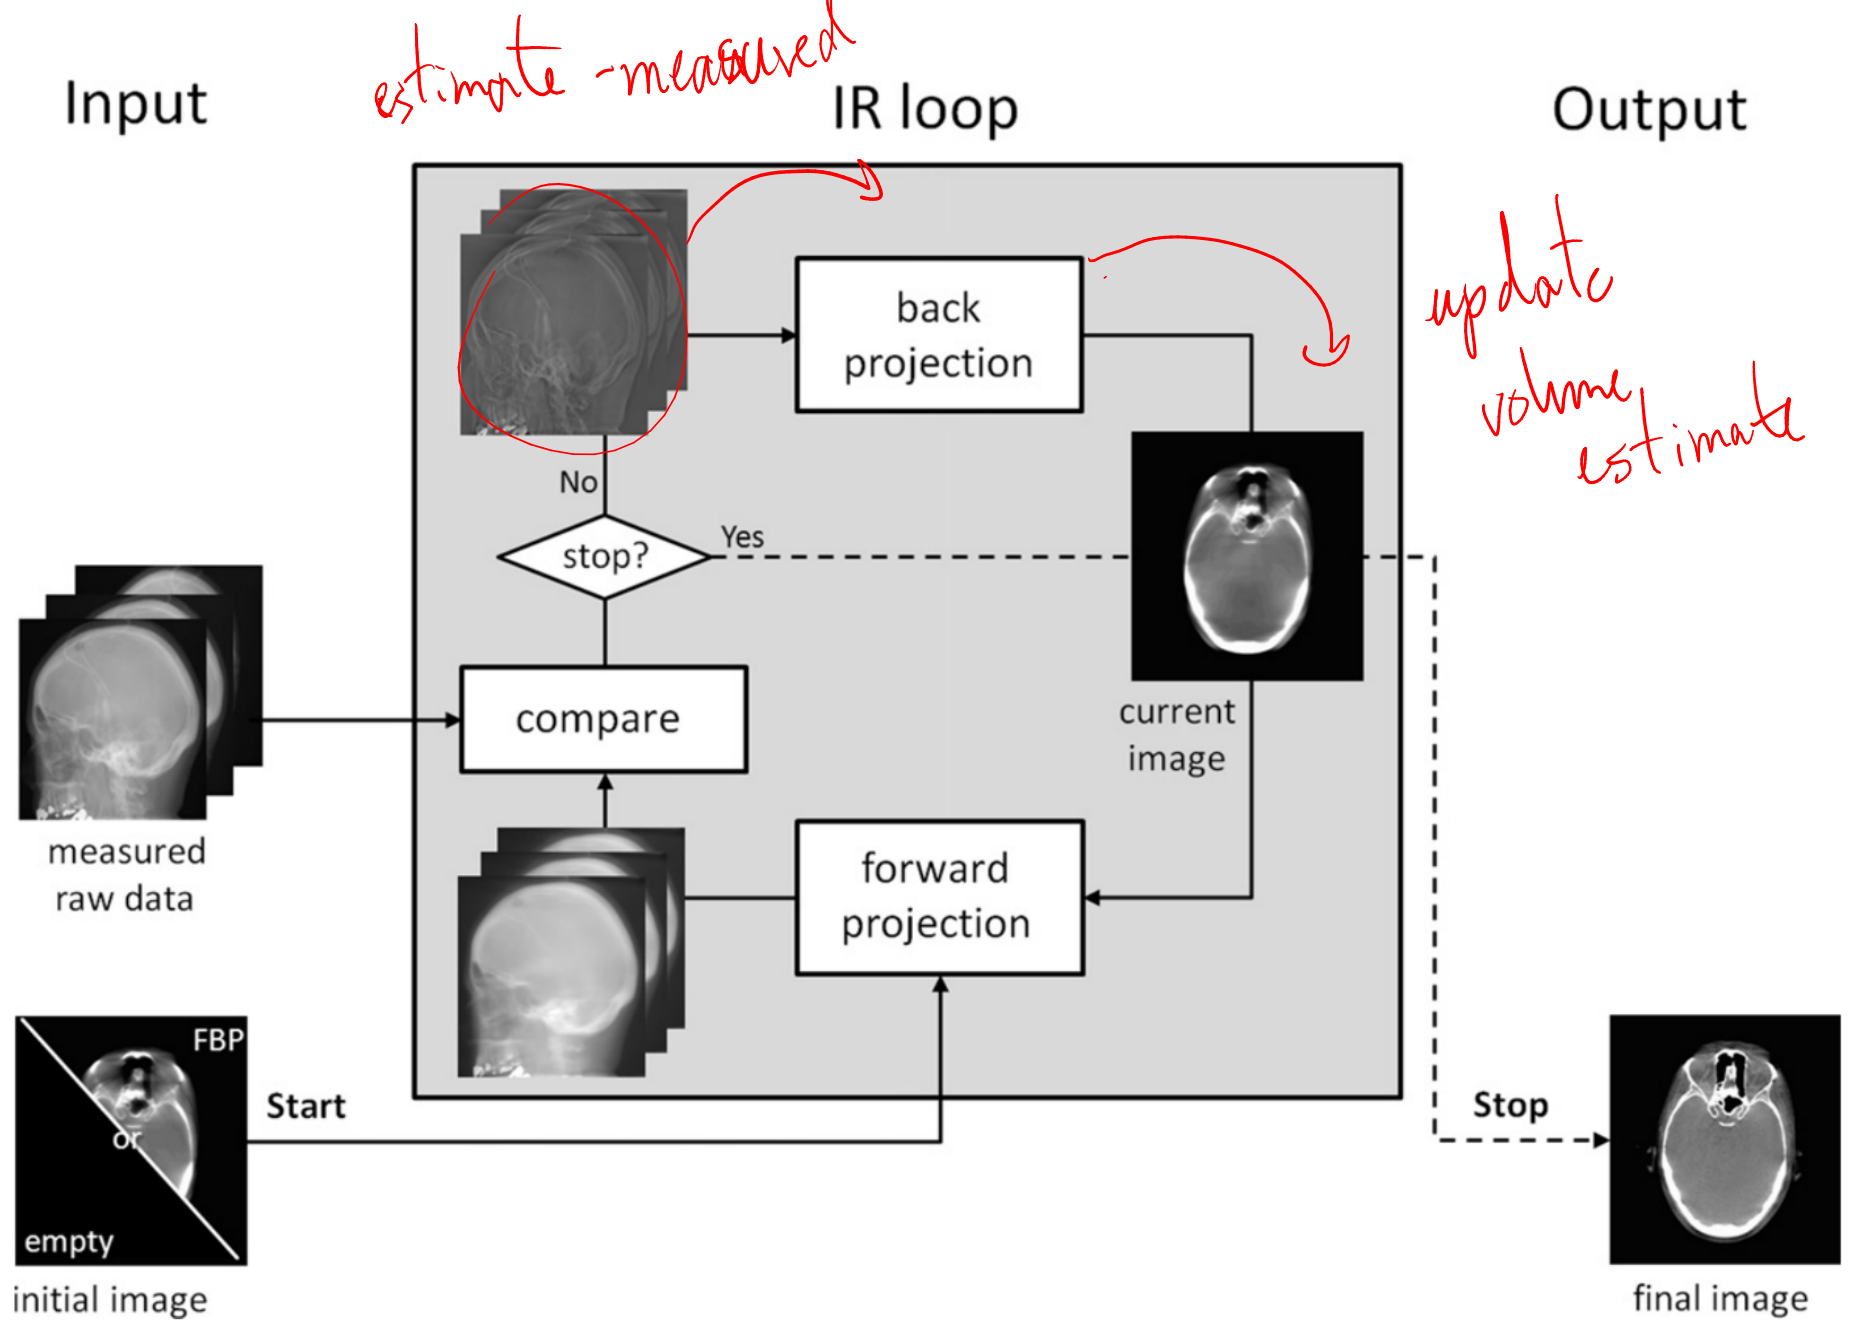 estimate - measured
Input
IR loop
Output
back
projection
update
volume
estimate
No
stop?
Yes
compare
current
image
measured
raw data
forward
projection
FBP
or
empty
Start
Stop
initial image
final image